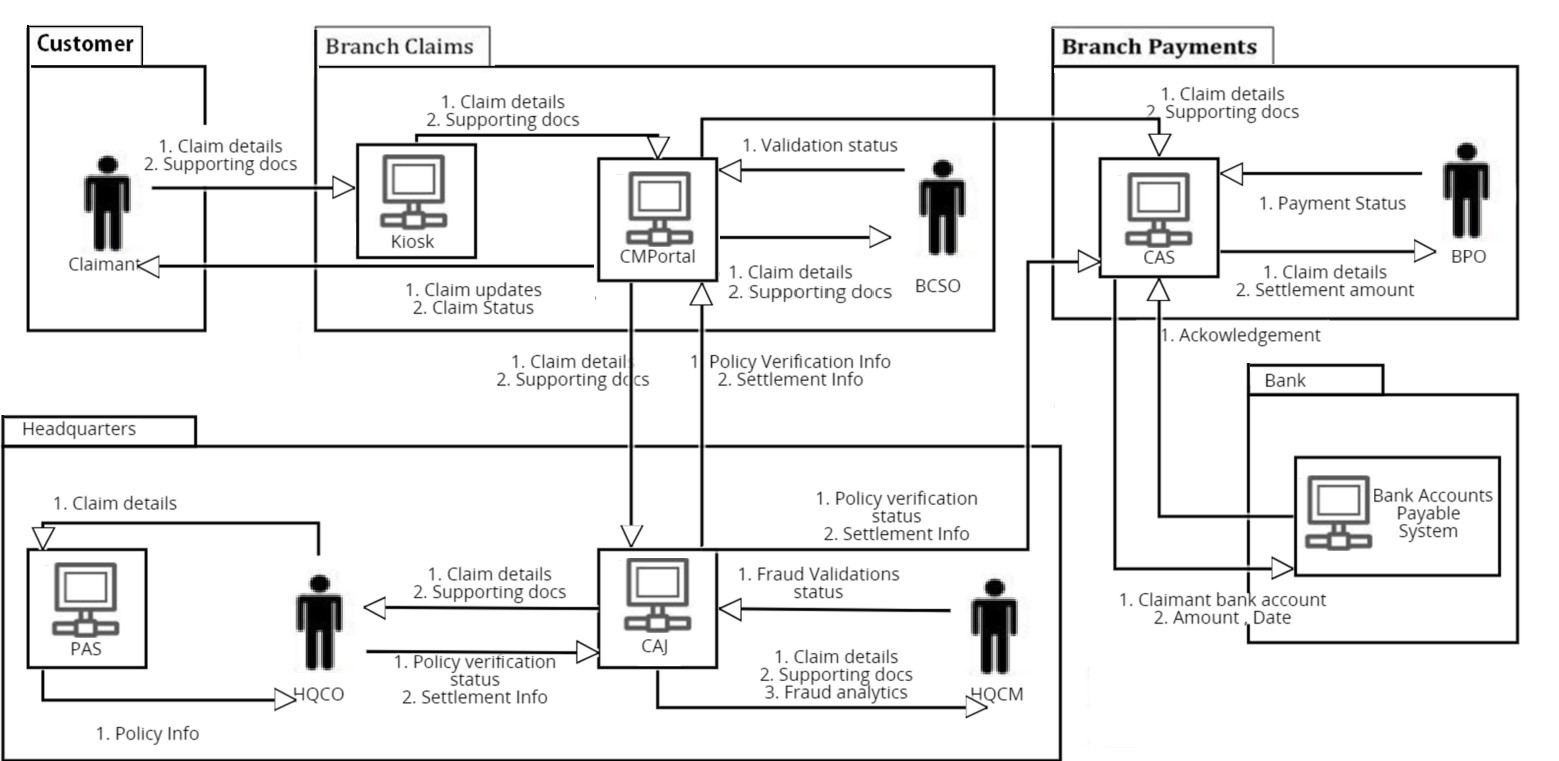 Customer
Branch Claims
Branch Payments
1. Claim details
2. Supporting docs
Claimant
1. Claim details
2. Supporting docs
Kiosk
CMPortal
1. Validation status
1. Claim details
2. Supporting docs
BCSO
1. Claim updates
2. Claim Status
1. Claim details
2. Supporting docs
CAS
1. Payment Status
BPO
1. Claim details
2. Settlement amount
1. Claim details
2. Supporting docs
1. Policy Verification Info
2. Settlement Info
1. Ackowledgement
Bank
Bank Accounts
Payable
System
1. Claimant bank account
2. Amount , Date
Headquarters
1. Claim details
PAS
1. Policy Info
HQCO
1. Claim details
2. Supporting docs
1. Policy verification
status
2. Settlement Info
CAJ
1. Policy verification
status
2. Settlement Info
1. Fraud Validations
status
1. Claim details
2. Supporting docs
3. Fraud analytics
HQCM